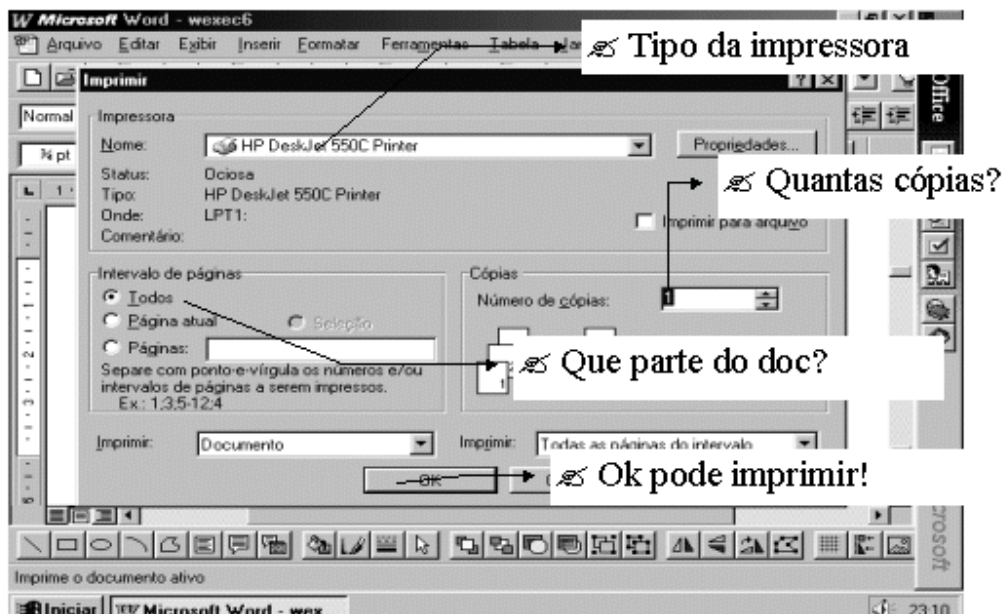 Microsoft Word - wexec6
Arquivo Editar Exibir Inserir Formatar Ferramentas Tabela
Tipo da impressora
Imprimir
Office
Normal
Impressora
Nome: HP DeskJet 550C Printer Propriedades...
¾ pt
Status: Ociosa
Quantas cópias?
Tipo: HP DeskJet 550C Printer
Onde: LPT1:
Imprimir para arquivo
Comentário:
Intervalo de páginas
Cópias
Todos
Número de cópias: 1
Página atual Seleção
Páginas:
Que parte do doc?
Separe com ponto-e-vírgula os números e/ou
intervalos de páginas a serem impressos.
Ex.: 1;3;5-12;4
Imprimir: Documento Imprimir: Todas as páginas do intervalo
OK
Ok pode imprimir!
Imprime o documento ativo
Iniciar Microsoft Word - wex... 23:10